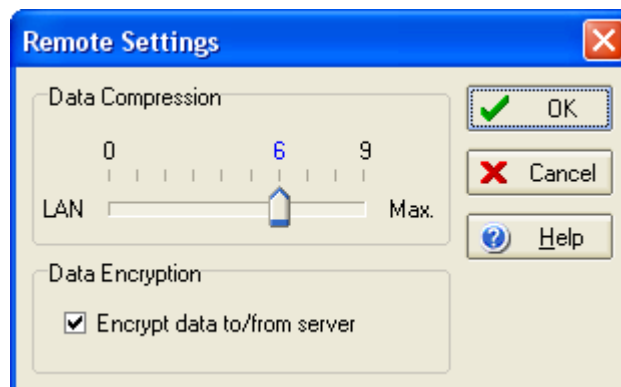 Remote Settings
Data Compression
0 6 9
LAN Max.
OK
Cancel
Help
Data Encryption
Encrypt data to/from server